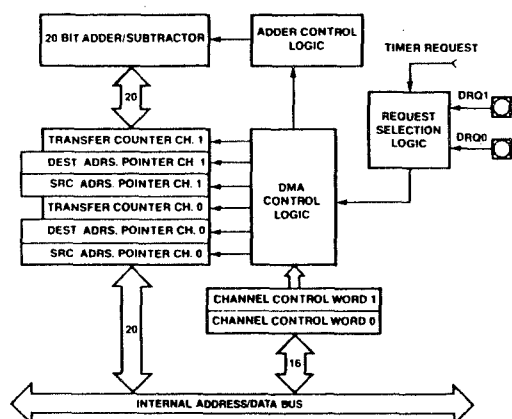 20 BIT ADDER/SUBTRACTOR
ADDER CONTROL
LOGIC
TIMER REQUEST
20
DRQ1
REQUEST
SELECTION
LOGIC
DRQ0
TRANSFER COUNTER CH. 1
DEST ADRS. POINTER CH. 1
SRC ADRS. POINTER CH. 1
TRANSFER COUNTER CH. 0
DEST ADRS. POINTER CH. 0
SRC ADRS. POINTER CH. 0
DMA
CONTROL
LOGIC
CHANNEL CONTROL WORD 1
CHANNEL CONTROL WORD 0
20
16
INTERNAL ADDRESS/DATA BUS